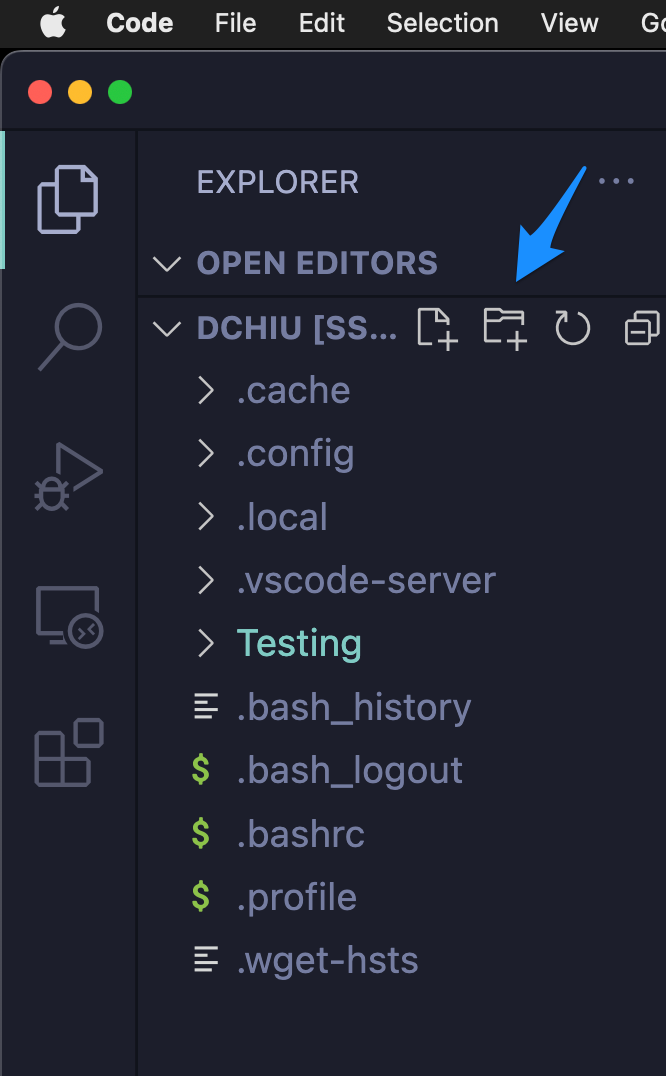 Code File Edit Selection View Go
EXPLORER
OPEN EDITORS
DCHIU [SS...
.cache
.config
.local
.vscode-server
Testing
.bash_history
$ .bash_logout
$ .bashrc
$ .profile
.wget-hsts